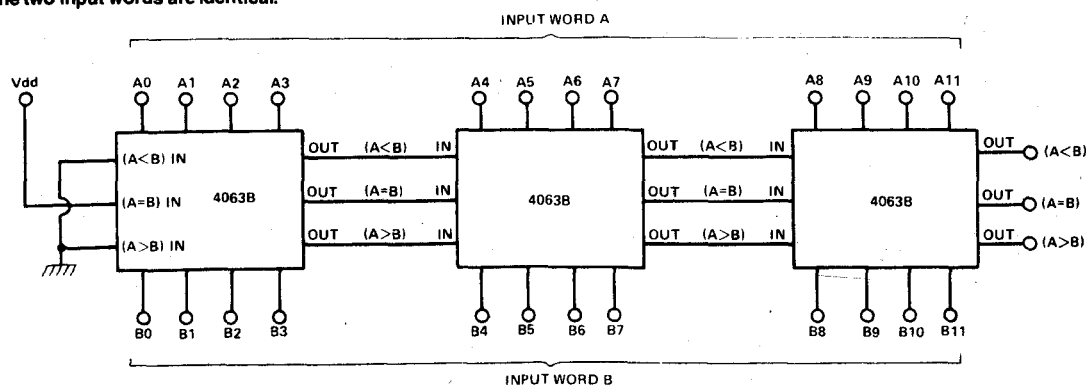 the two input words are identical.
INPUT WORD A
Vdd A0 A1 A2 A3 A4 A5 A6 A7 A8 A9 A10 A11
(A<B) IN OUT (A<B) IN OUT (A<B) IN OUT (A<B)
(A=B) IN 4063B OUT (A=B) IN 4063B OUT (A=B) IN 4063B OUT (A=B)
(A>B) IN OUT (A>B) IN OUT (A>B) IN OUT (A>B)
B0 B1 B2 B3 B4 B5 B6 B7 B8 B9 B10 B11
INPUT WORD B